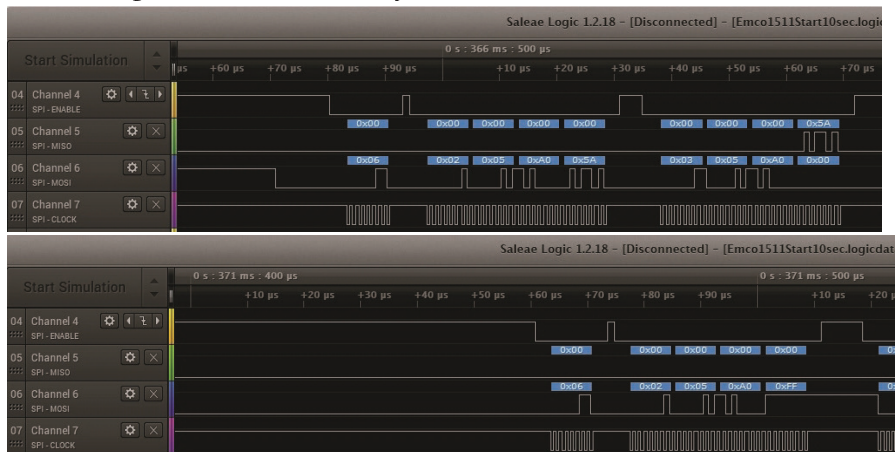 Saleae Logic 1.2.18 - [Disconnected] - [Emco1511Start10sec.logic
Start Simulation
0 s : 366 ms : 500 µs
µs +60 µs +70 µs +80 µs +90 µs +10 µs +20 µs +30 µs +40 µs +50 µs +60 µs +70 µs
04 Channel 4
SPI - ENABLE
0x00 0x00 0x00 0x00 0x00 0x00 0x00 0x00 0x5A
05 Channel 5
SPI - MISO
0x06 0x02 0x05 0xA0 0x5A 0x03 0x05 0xA0 0x00
06 Channel 6
SPI - MOSI
07 Channel 7
SPI - CLOCK
Saleae Logic 1.2.18 - [Disconnected] - [Emco1511Start10sec.logicdat
Start Simulation
0 s : 371 ms : 400 µs 0 s : 371 ms : 500 µs
+10 µs +20 µs +30 µs +40 µs +50 µs +60 µs +70 µs +80 µs +90 µs +10 µs +20 µ
04 Channel 4
SPI - ENABLE
0x00 0x00 0x00 0x00 0x00 0
05 Channel 5
SPI - MISO
0x06 0x02 0x05 0xA0 0xFF 0x
06 Channel 6
SPI - MOSI
07 Channel 7
SPI - CLOCK